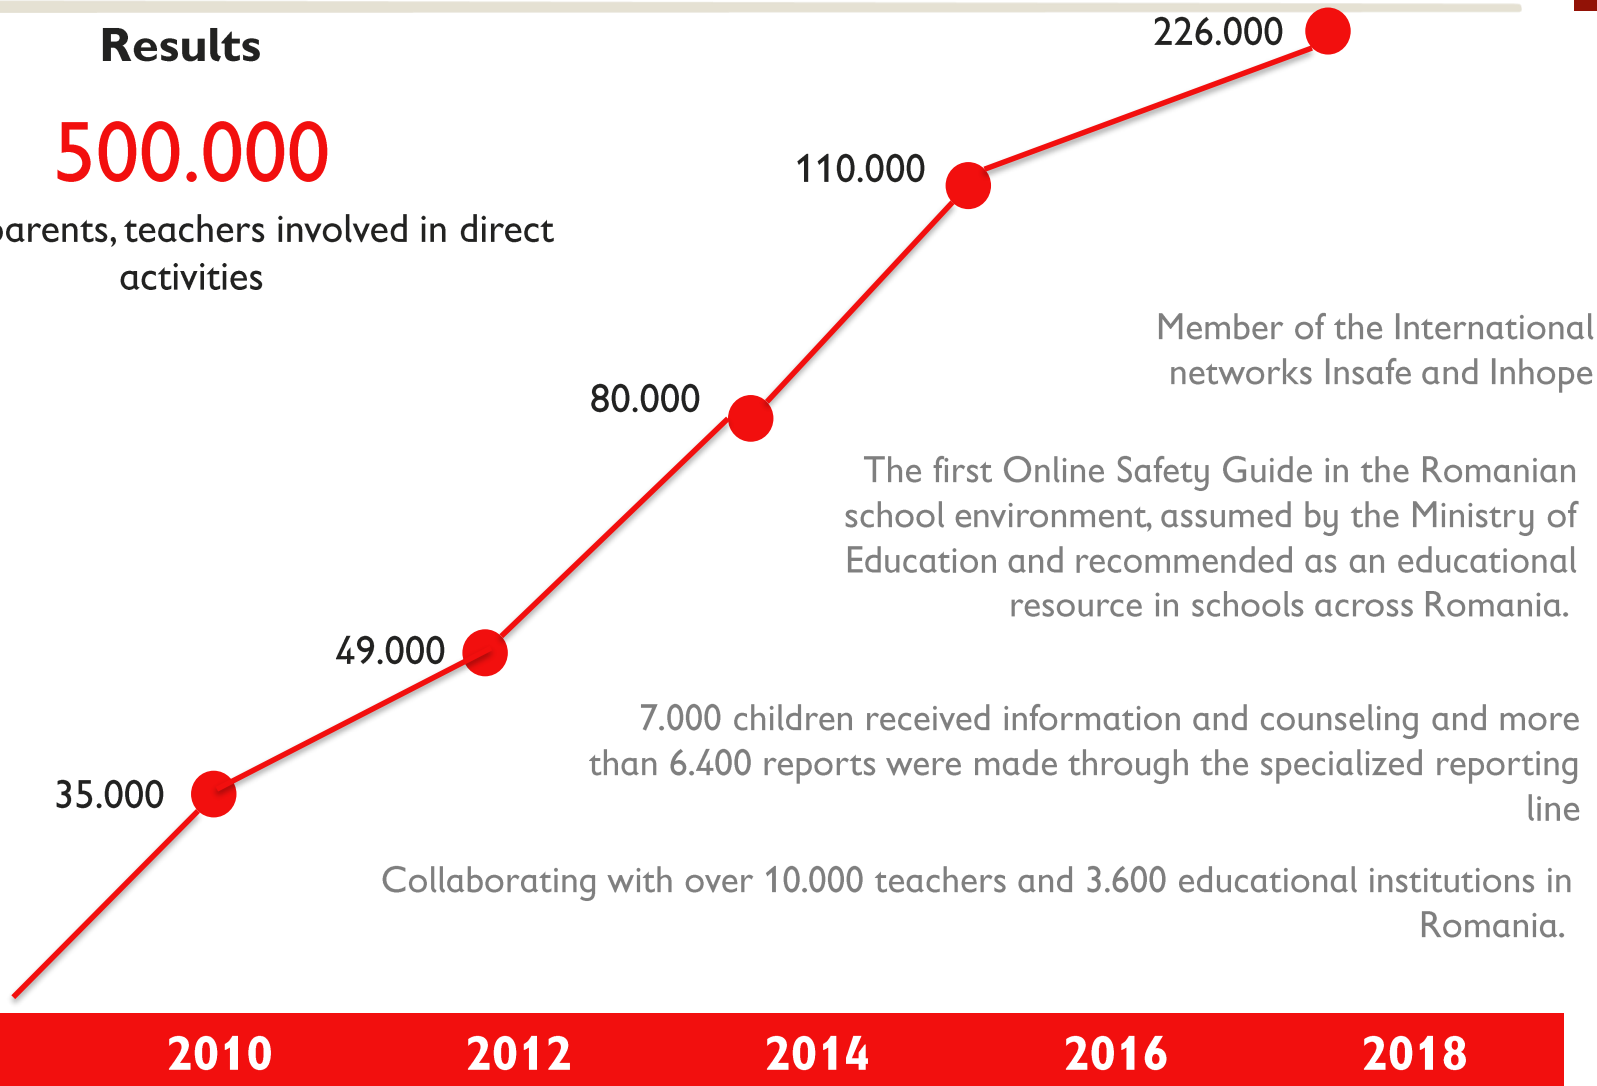 Results
500.000
parents, teachers involved in direct
activities
226.000
110.000
80.000
49.000
35.000
Member of the International
networks Insafe and Inhope
The first Online Safety Guide in the Romanian
school environment, assumed by the Ministry of
Education and recommended as an educational
resource in schools across Romania.
7.000 children received information and counseling and more
than 6.400 reports were made through the specialized reporting
line
Collaborating with over 10.000 teachers and 3.600 educational institutions in
Romania.
2010 2012 2014 2016 2018